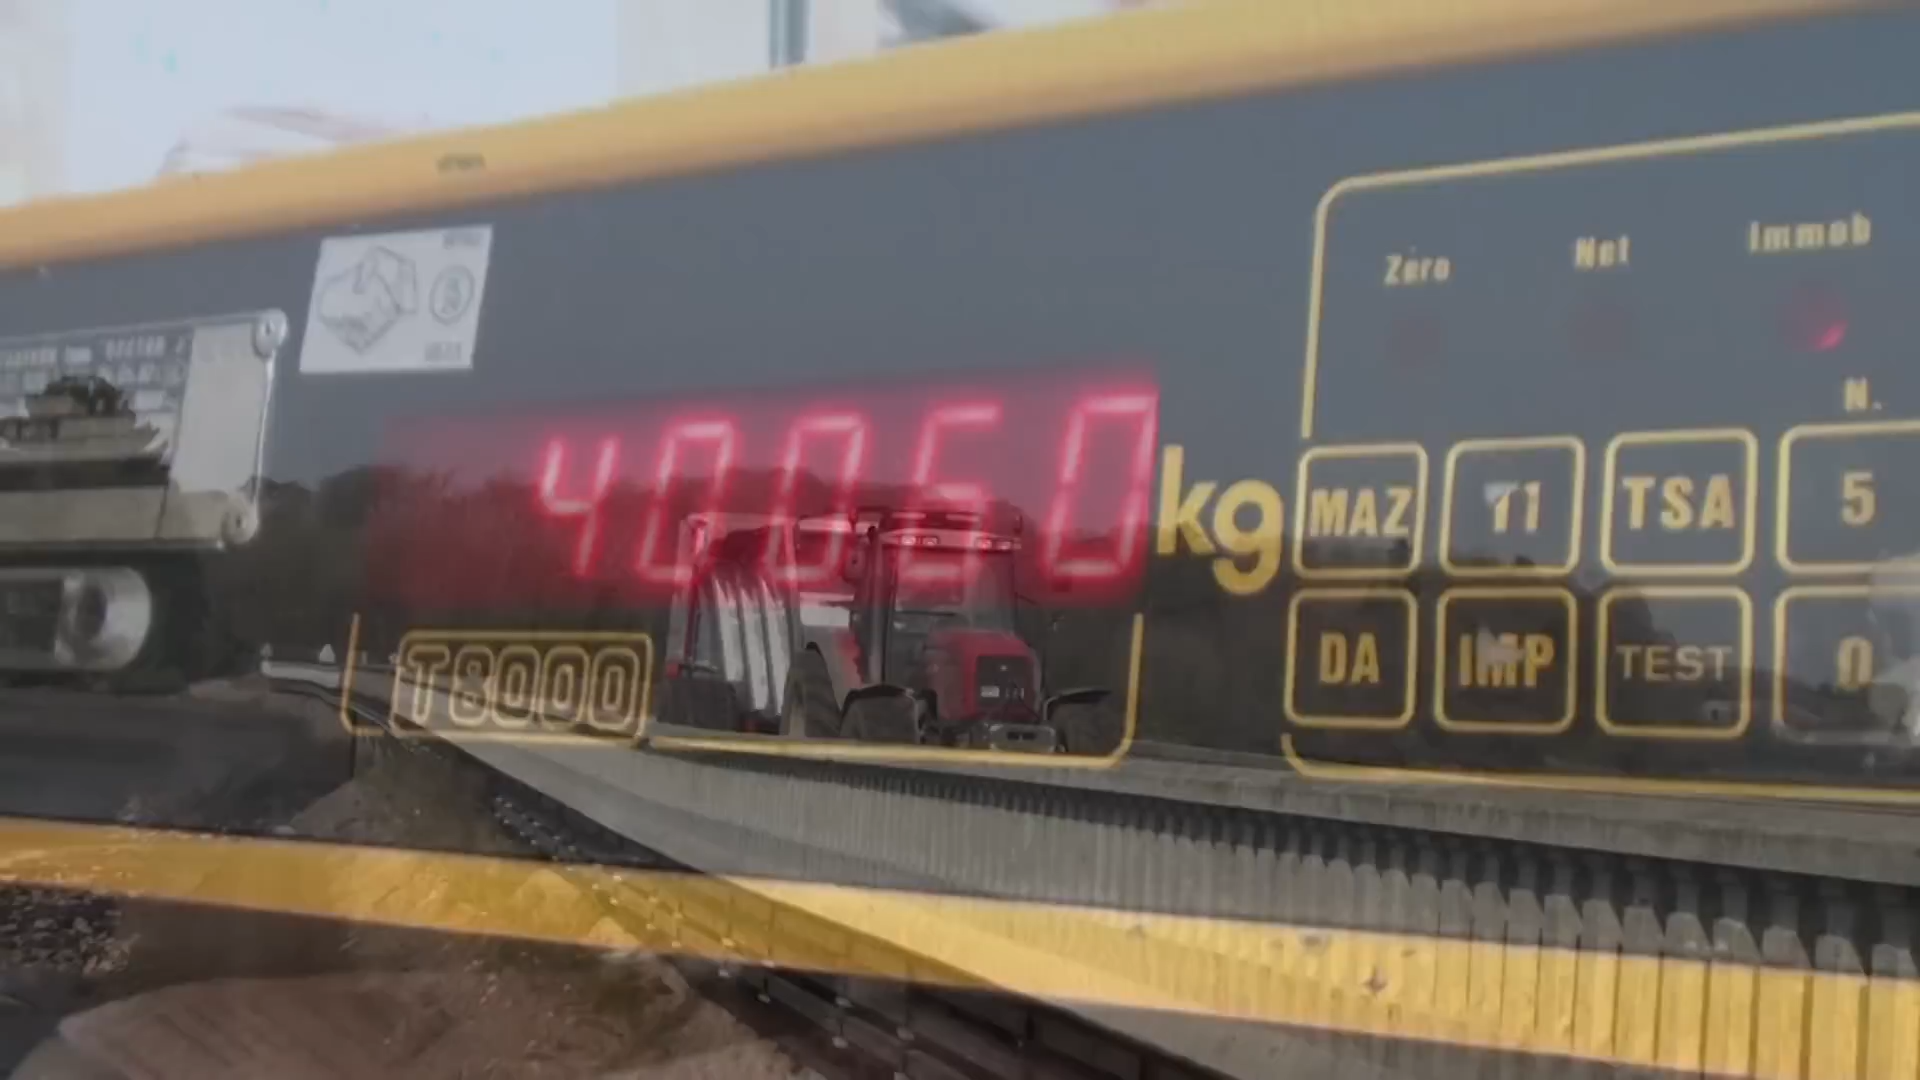 Zero Net Immob
N.
40060 kg
MAZ T1 TSA 5
T8000
DA IMP TEST 0